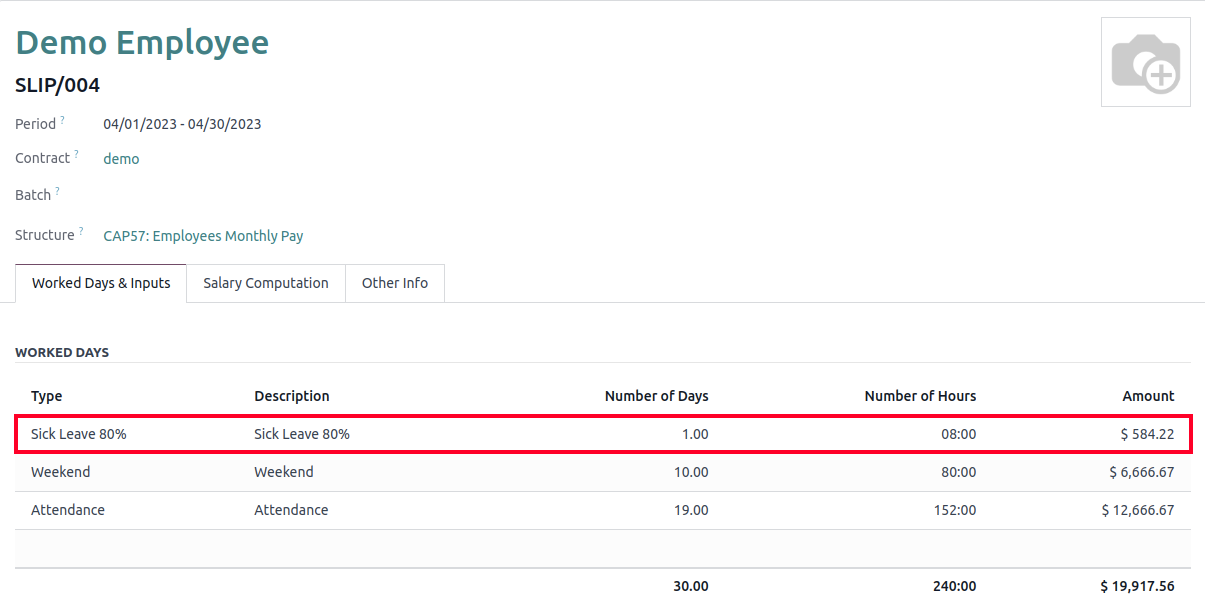 Demo Employee
SLIP/004
Period ? 04/01/2023 - 04/30/2023
Contract ? demo
Batch ?
Structure ? CAP57: Employees Monthly Pay
Worked Days & Inputs Salary Computation Other Info
WORKED DAYS
Type Description Number of Days Number of Hours Amount
Sick Leave 80% Sick Leave 80% 1.00 08:00 $ 584.22
Weekend Weekend 10.00 80:00 $ 6,666.67
Attendance Attendance 19.00 152:00 $ 12,666.67
30.00 240:00 $ 19,917.56